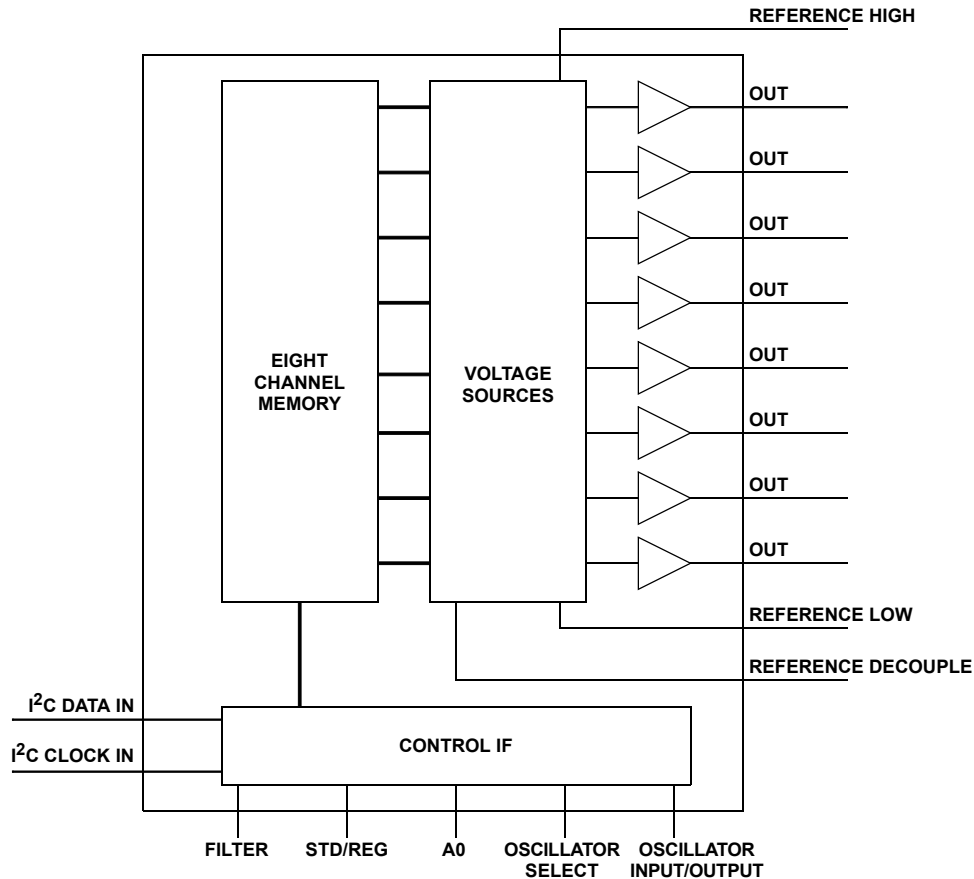 REFERENCE HIGH
OUT
OUT
OUT
OUT
EIGHT
CHANNEL
MEMORY
VOLTAGE
SOURCES
OUT
OUT
OUT
OUT
REFERENCE LOW
REFERENCE DECOUPLE
I²C DATA IN
I²C CLOCK IN
CONTROL IF
FILTER
STD/REG
A0
OSCILLATOR
SELECT
OSCILLATOR
INPUT/OUTPUT